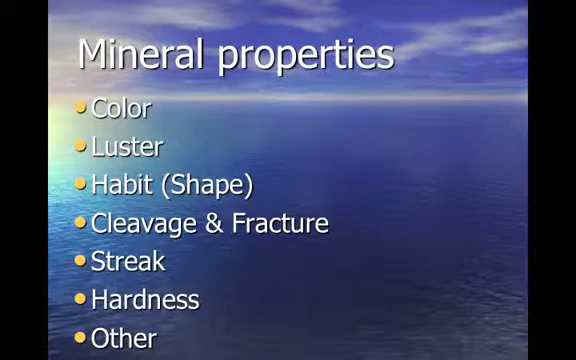 Mineral properties
Color
Luster
Habit (Shape)
Cleavage & Fracture
Streak
Hardness
Other